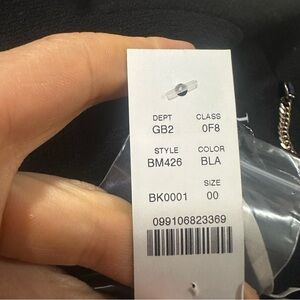 DEPT CLASS
GB2 0F8
STYLE COLOR
BM426 BLA
SIZE
BK0001 00
099106823369